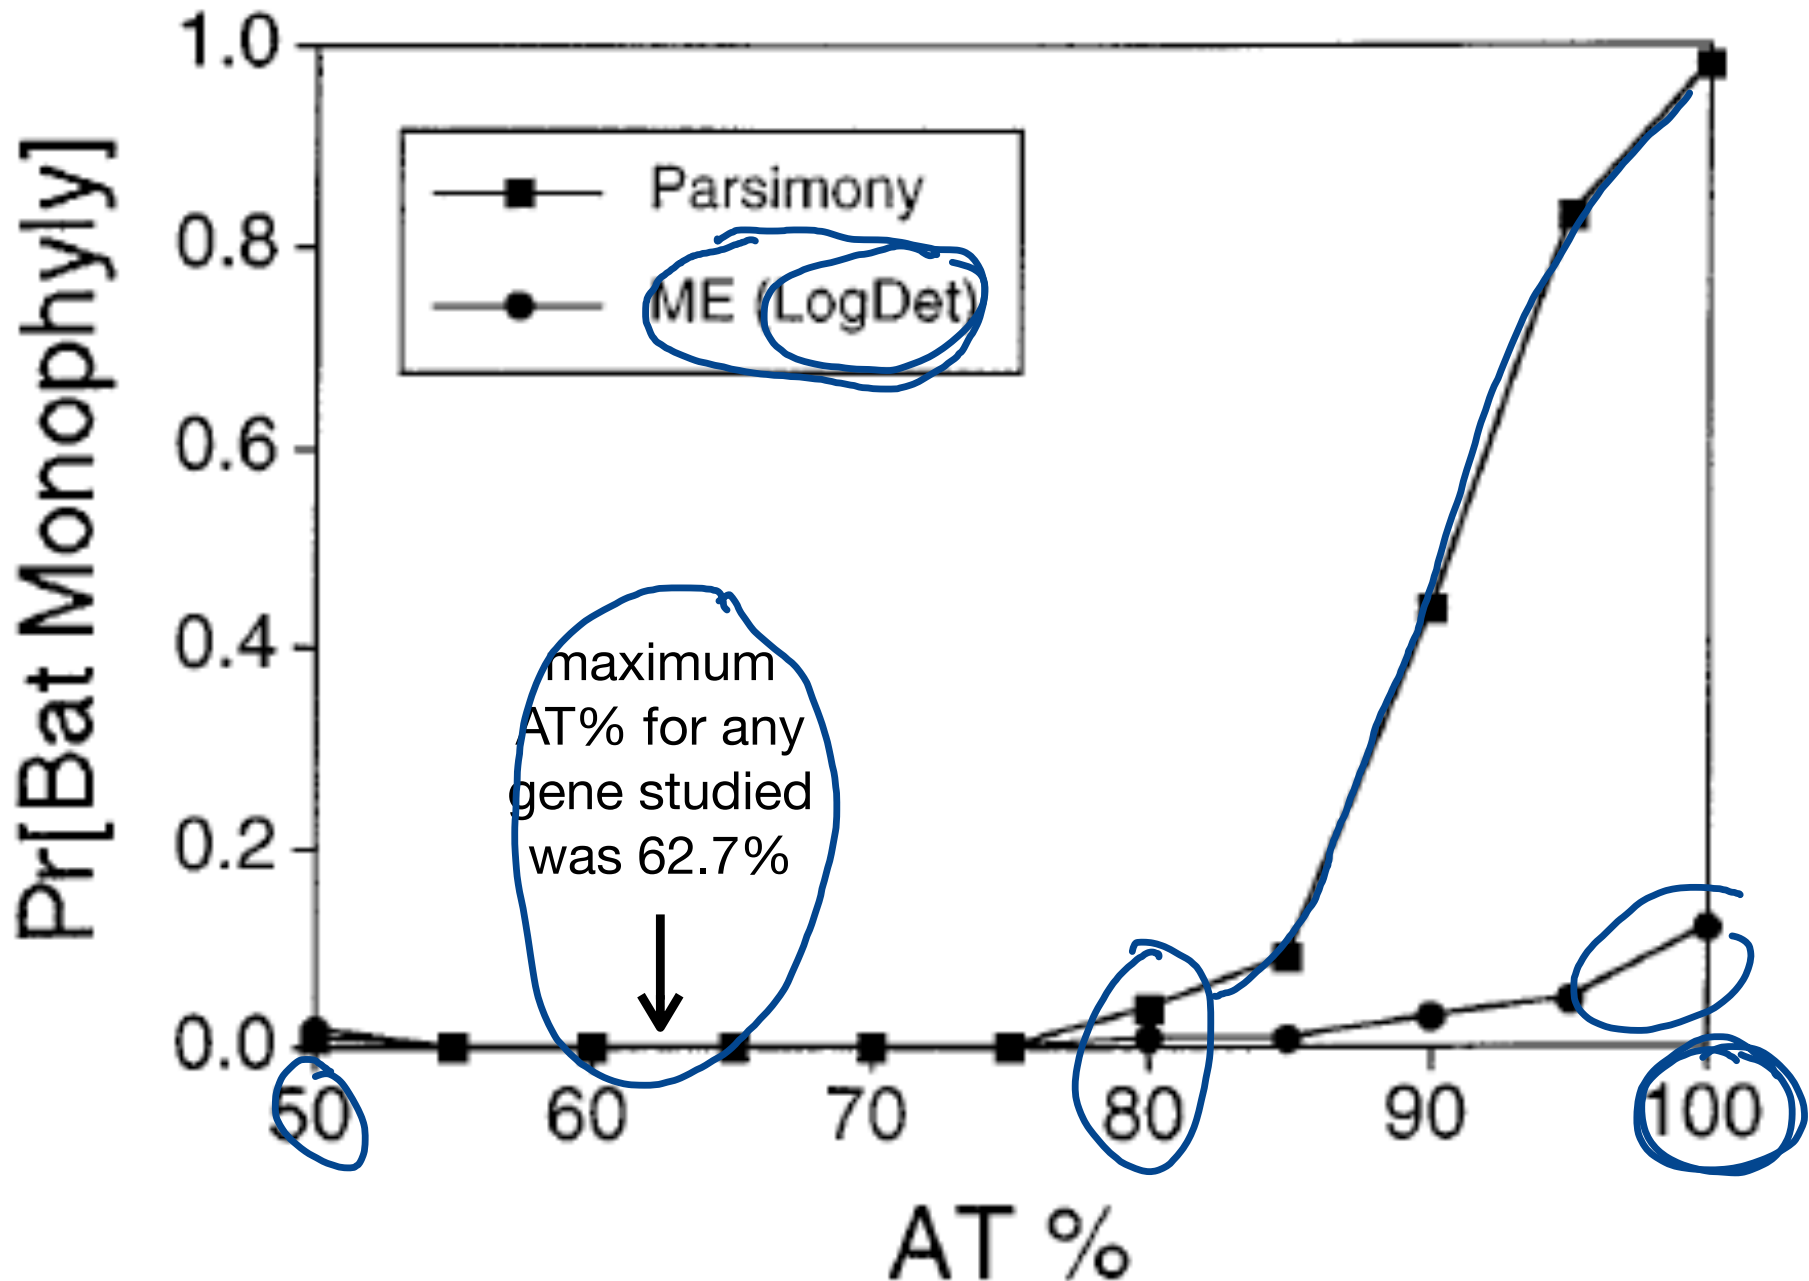 1.0
0.8
0.6
0.4
0.2
0.0
Pr[Bat Monophyly]
Parsimony
ME (LogDet)
maximum
AT% for any
gene studied
was 62.7%
50 60 70 80 90 100
AT %